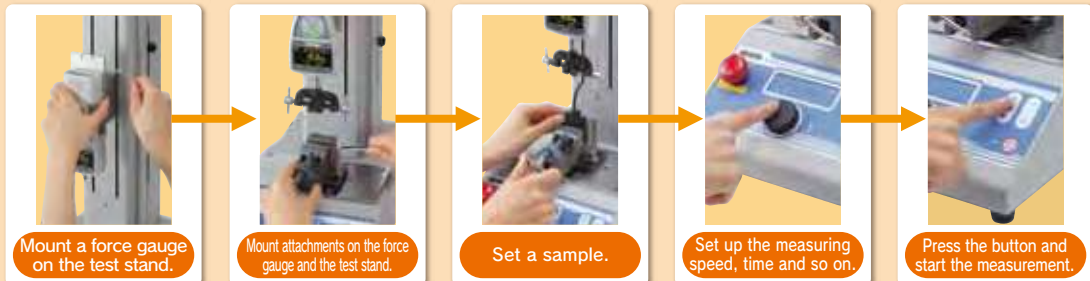 Mount a force gauge
on the test stand.
Mount attachments on the force
gauge and the test stand.
Set a sample.
Set up the measuring
speed, time and so on.
Press the button and
start the measurement.